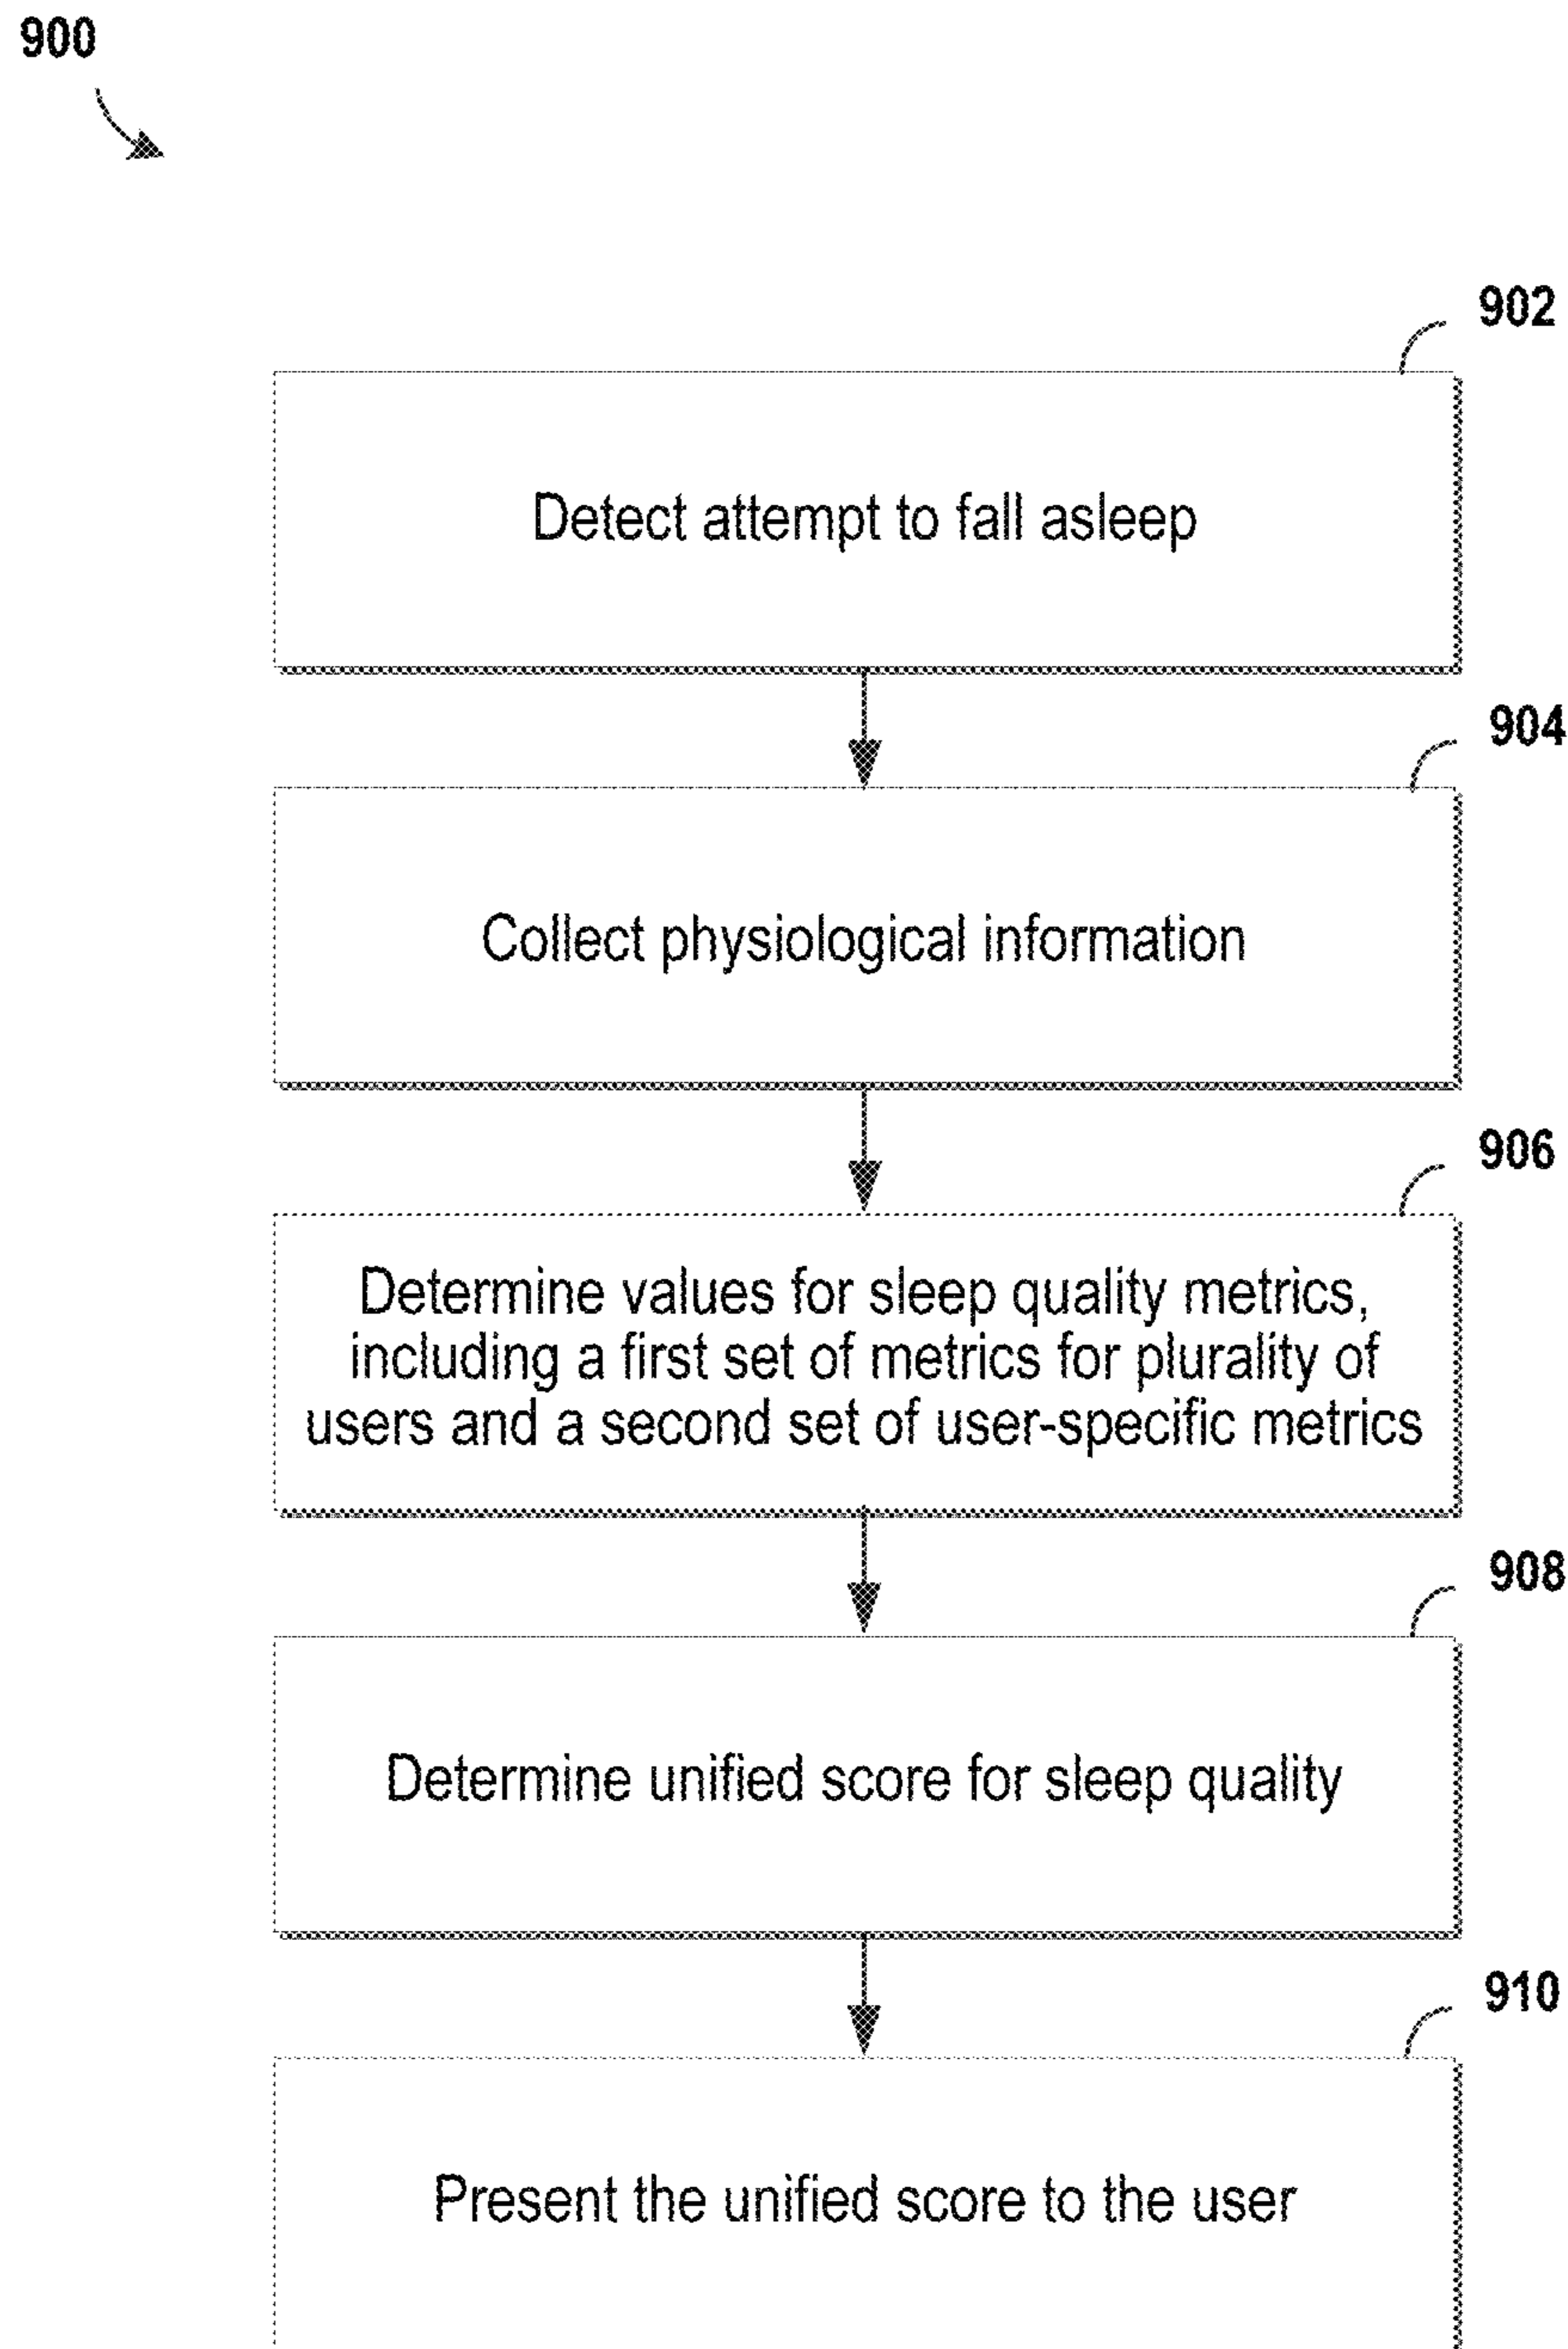 900
902
Detect attempt to fall asleep
904
Collect physiological information
906
Determine values for sleep quality metrics,
including a first set of metrics for plurality of
users and a second set of user-specific metrics
908
Determine unified score for sleep quality
910
Present the unified score to the user